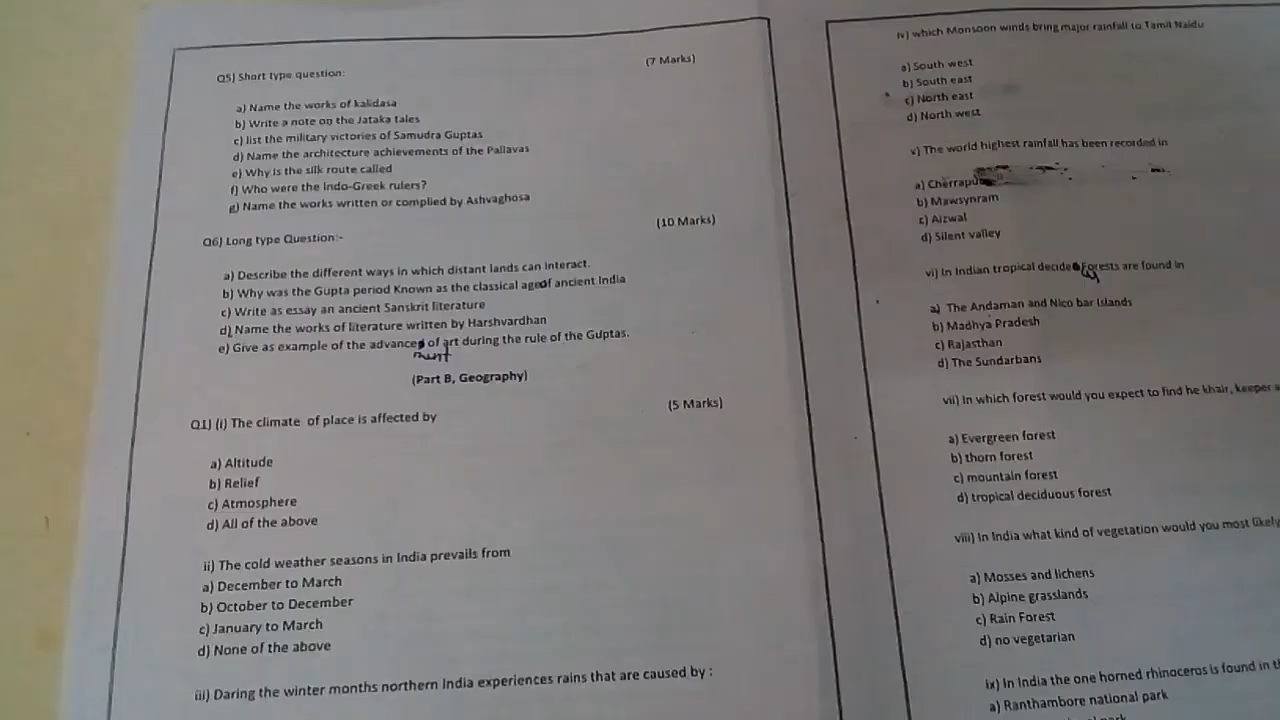 (7 Marks)
Q5) Short type question:
a) Name the works of kalidasa
b) Write a note on the Jataka tales
c) list the military victories of Samudra Guptas
d) Name the architecture achievements of the Pallavas
e) Why is the silk route called
f) Who were the Indo-Greek rulers?
g) Name the works written or complied by Ashvaghosa
(10 Marks)
Q6) Long type Question:-
a) Describe the different ways in which distant lands can interact.
b) Why was the Gupta period Known as the classical age of ancient India
c) Write as essay an ancient Sanskrit literature
d) Name the works of literature written by Harshvardhan
e) Give as example of the advance of art during the rule of the Guptas.
ment
(Part B, Geography)
(5 Marks)
Q1) (i) The climate of place is affected by
a) Altitude
b) Relief
c) Atmosphere
d) All of the above
ii) The cold weather seasons in India prevails from
a) December to March
b) October to December
c) January to March
d) None of the above
iii) Daring the winter months northern India experiences rains that are caused by :
iv) which Monsoon winds bring major rainfall to Tamil Naidu
a) South west
b) South east
c) North east
d) North west
v) The world highest rainfall has been recorded in
a) Cherrapu
b) Mawsynram
c) Aizwal
d) Silent valley
vi) In Indian tropical decide Forests are found in
a) The Andaman and Nico bar Islands
b) Madhya Pradesh
c) Rajasthan
d) The Sundarbans
vii) In which forest would you expect to find he khair, keeper
a) Evergreen forest
b) thorn forest
c) mountain forest
d) tropical deciduous forest
viii) In India what kind of vegetation would you most likely
a) Mosses and lichens
b) Alpine grasslands
c) Rain Forest
d) no vegetarian
ix) In India the one horned rhinoceros is found in
a) Ranthambore national park